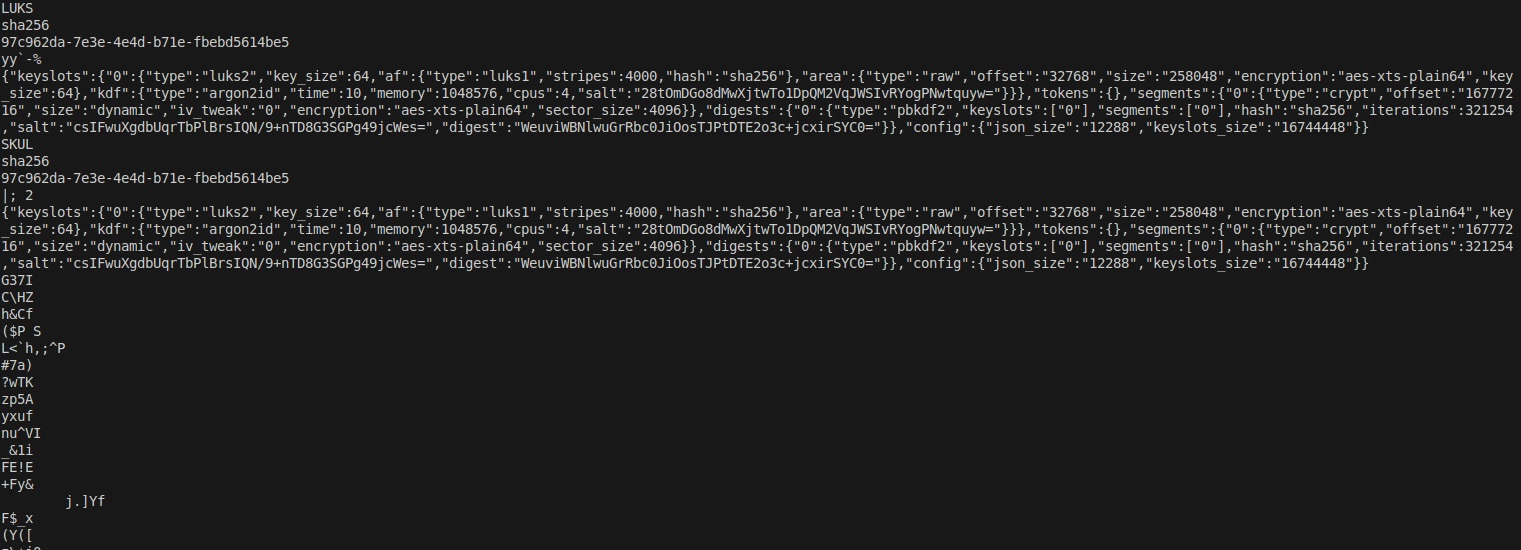 LUKS
sha256
97c962da-7e3e-4e4d-b71e-fbebd5614be5
yy`-%
{"keyslots":{"0":{"type":"luks2","key_size":64,"af":{"type":"luks1","stripes":4000,"hash":"sha256"},"area":{"type":"raw","offset":"32768","size":"258048","encryption":"aes-xts-plain64","key
_size":64},"kdf":{"type":"argon2id","time":10,"memory":1048576,"cpus":4,"salt":"28tOmDGo8dMwXjtwTo1DpQM2VqJWSIvRYogPNwtquyw="}}},"tokens":{},"segments":{"0":{"type":"crypt","offset":"167772
16","size":"dynamic","iv_tweak":"0","encryption":"aes-xts-plain64","sector_size":4096}},"digests":{"0":{"type":"pbkdf2","keyslots":["0"],"segments":["0"],"hash":"sha256","iterations":321254
,"salt":"csIFwuXgdbUqrTbPlBrsIQN/9+nTD8G3SGPg49jcWes=","digest":"WeuviWBNlwuGrRbc0JiOosTJPtDTE2o3c+jcxirSYC0="}},"config":{"json_size":"12288","keyslots_size":"16744448"}}
SKUL
sha256
97c962da-7e3e-4e4d-b71e-fbebd5614be5
|; 2
{"keyslots":{"0":{"type":"luks2","key_size":64,"af":{"type":"luks1","stripes":4000,"hash":"sha256"},"area":{"type":"raw","offset":"32768","size":"258048","encryption":"aes-xts-plain64","key
_size":64},"kdf":{"type":"argon2id","time":10,"memory":1048576,"cpus":4,"salt":"28tOmDGo8dMwXjtwTo1DpQM2VqJWSIvRYogPNwtquyw="}}},"tokens":{},"segments":{"0":{"type":"crypt","offset":"167772
16","size":"dynamic","iv_tweak":"0","encryption":"aes-xts-plain64","sector_size":4096}},"digests":{"0":{"type":"pbkdf2","keyslots":["0"],"segments":["0"],"hash":"sha256","iterations":321254
,"salt":"csIFwuXgdbUqrTbPlBrsIQN/9+nTD8G3SGPg49jcWes=","digest":"WeuviWBNlwuGrRbc0JiOosTJPtDTE2o3c+jcxirSYC0="}},"config":{"json_size":"12288","keyslots_size":"16744448"}}
G37I
C\HZ
h&Cf
($P S
L<`h,;^P
#7a)
?wTK
zp5A
yxuf
nu^VI
_&1i
FE!E
+Fy&
j.]Yf
F$_x
(Y([